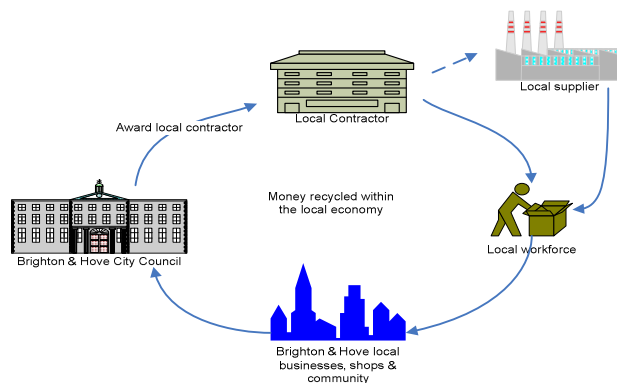 Local supplier
Local Contractor
Award local contractor
Money recycled within
the local economy
Local workforce
Brighton & Hove City Council
Brighton & Hove local
businesses, shops &
community